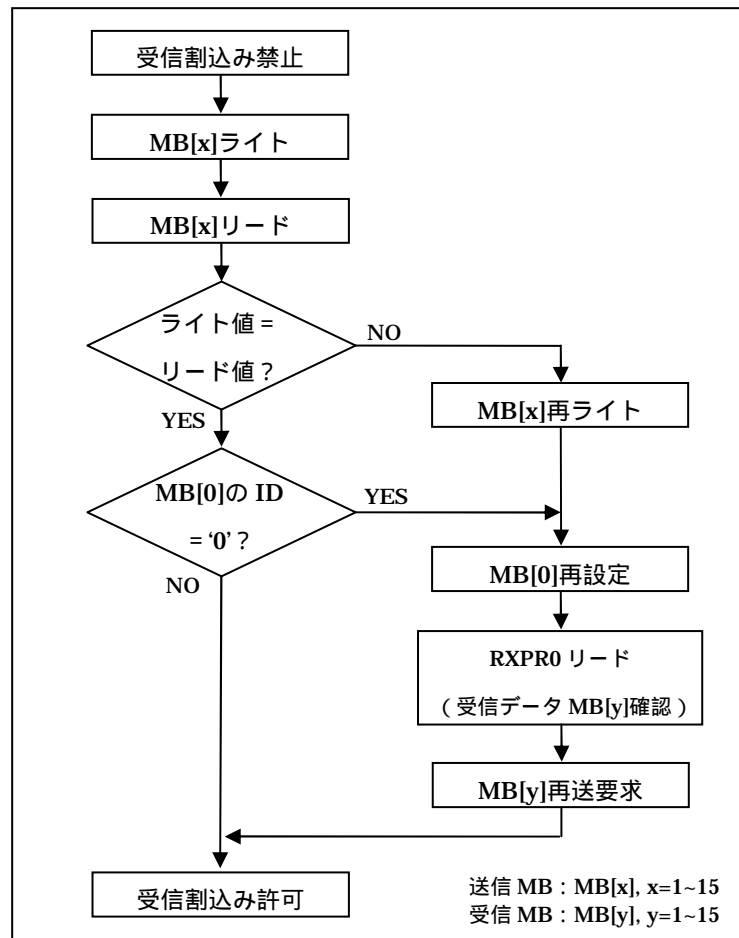 受信割込み禁止
MB[x]ライト
MB[x]リード
ライト値 =
リード値？
NO
YES
MB[x]再ライト
MB[0]の ID
= ‘0’？
YES
NO
MB[0]再設定
RXPR0 リード
（受信データ MB[y]確認）
MB[y]再送要求
受信割込み許可
送信 MB：MB[x], x=1~15
受信 MB：MB[y], y=1~15